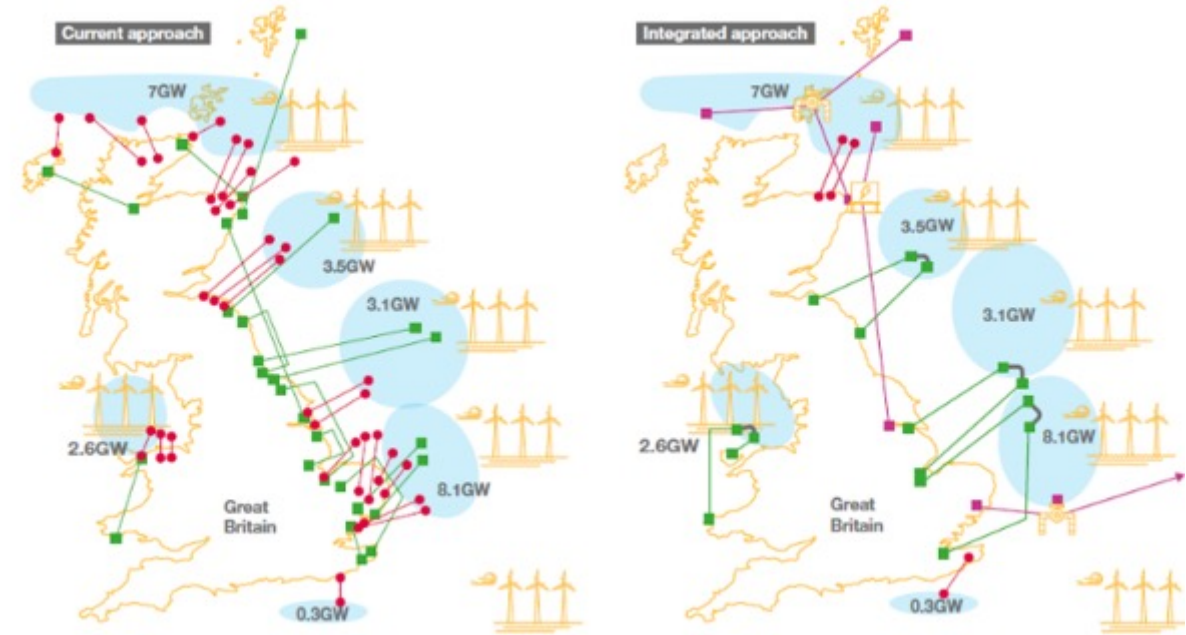 Current approach
7GW
3.5GW
3.1GW
2.6GW
8.1GW
Great
Britain
0.3GW
Integrated approach
7GW
3.5GW
3.1GW
2.6GW
8.1GW
Great
Britain
0.3GW